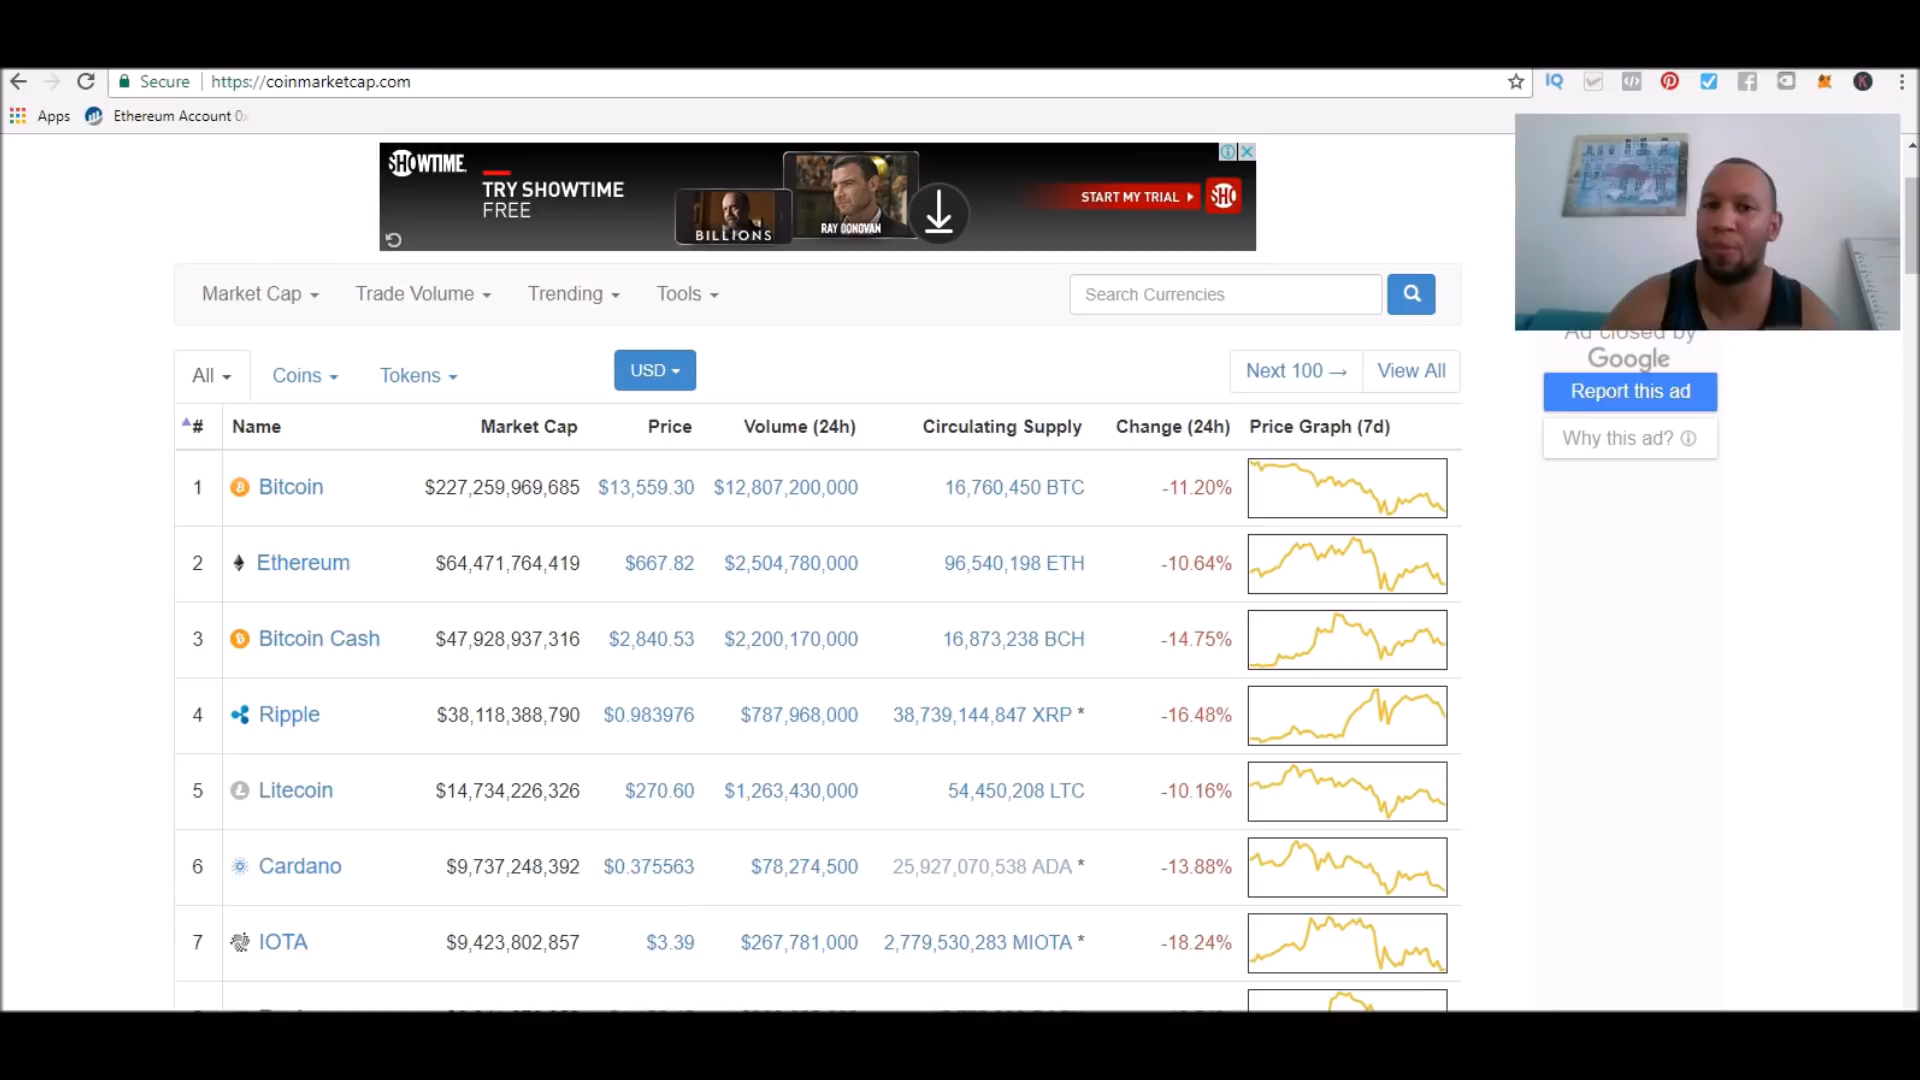 Secure https://coinmarketcap.com
Apps Ethereum Account 0x
SHOWTIME
TRY SHOWTIME
FREE
BILLIONS
RAY DONOVAN
START MY TRIAL
SHO
Market Cap Trade Volume Trending Tools Search Currencies
Ad closed by
Google
Report this ad
Why this ad?
All Coins Tokens USD Next 100 → View All
# Name Market Cap Price Volume (24h) Circulating Supply Change (24h) Price Graph (7d)
1 Bitcoin $227,259,969,685 $13,559.30 $12,807,200,000 16,760,450 BTC -11.20%
2 Ethereum $64,471,764,419 $667.82 $2,504,780,000 96,540,198 ETH -10.64%
3 Bitcoin Cash $47,928,937,316 $2,840.53 $2,200,170,000 16,873,238 BCH -14.75%
4 Ripple $38,118,388,790 $0.983976 $787,968,000 38,739,144,847 XRP * -16.48%
5 Litecoin $14,734,226,326 $270.60 $1,263,430,000 54,450,208 LTC -10.16%
6 Cardano $9,737,248,392 $0.375563 $78,274,500 25,927,070,538 ADA * -13.88%
7 IOTA $9,423,802,857 $3.39 $267,781,000 2,779,530,283 MIOTA * -18.24%